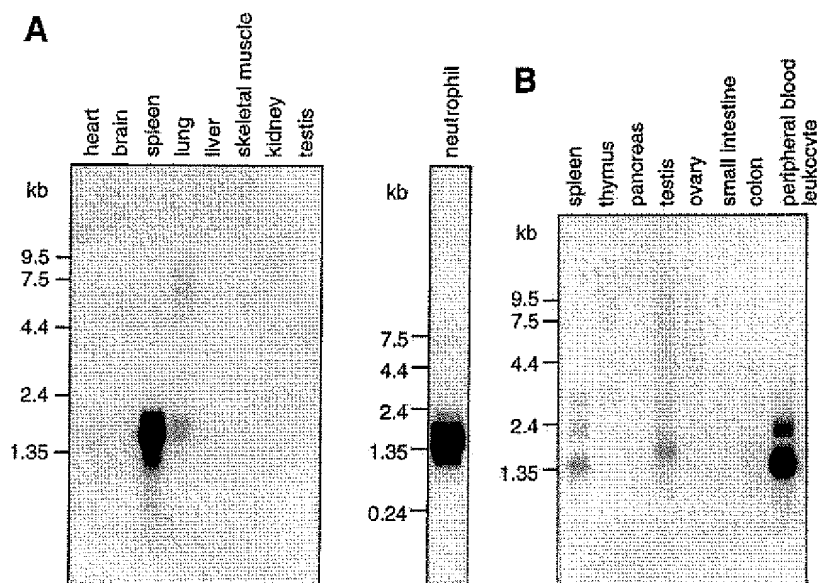 A
heart
brain
spleen
lung
liver
skeletal muscle
kidney
testis
kb
9.5
7.5
4.4
2.4
1.35
neutrophil
kb
7.5
4.4
2.4
1.35
0.24
B
spleen
thymus
pancreas
testis
ovary
small intestine
colon
peripheral blood
leukocyte
kb
9.5
7.5
4.4
2.4
1.35